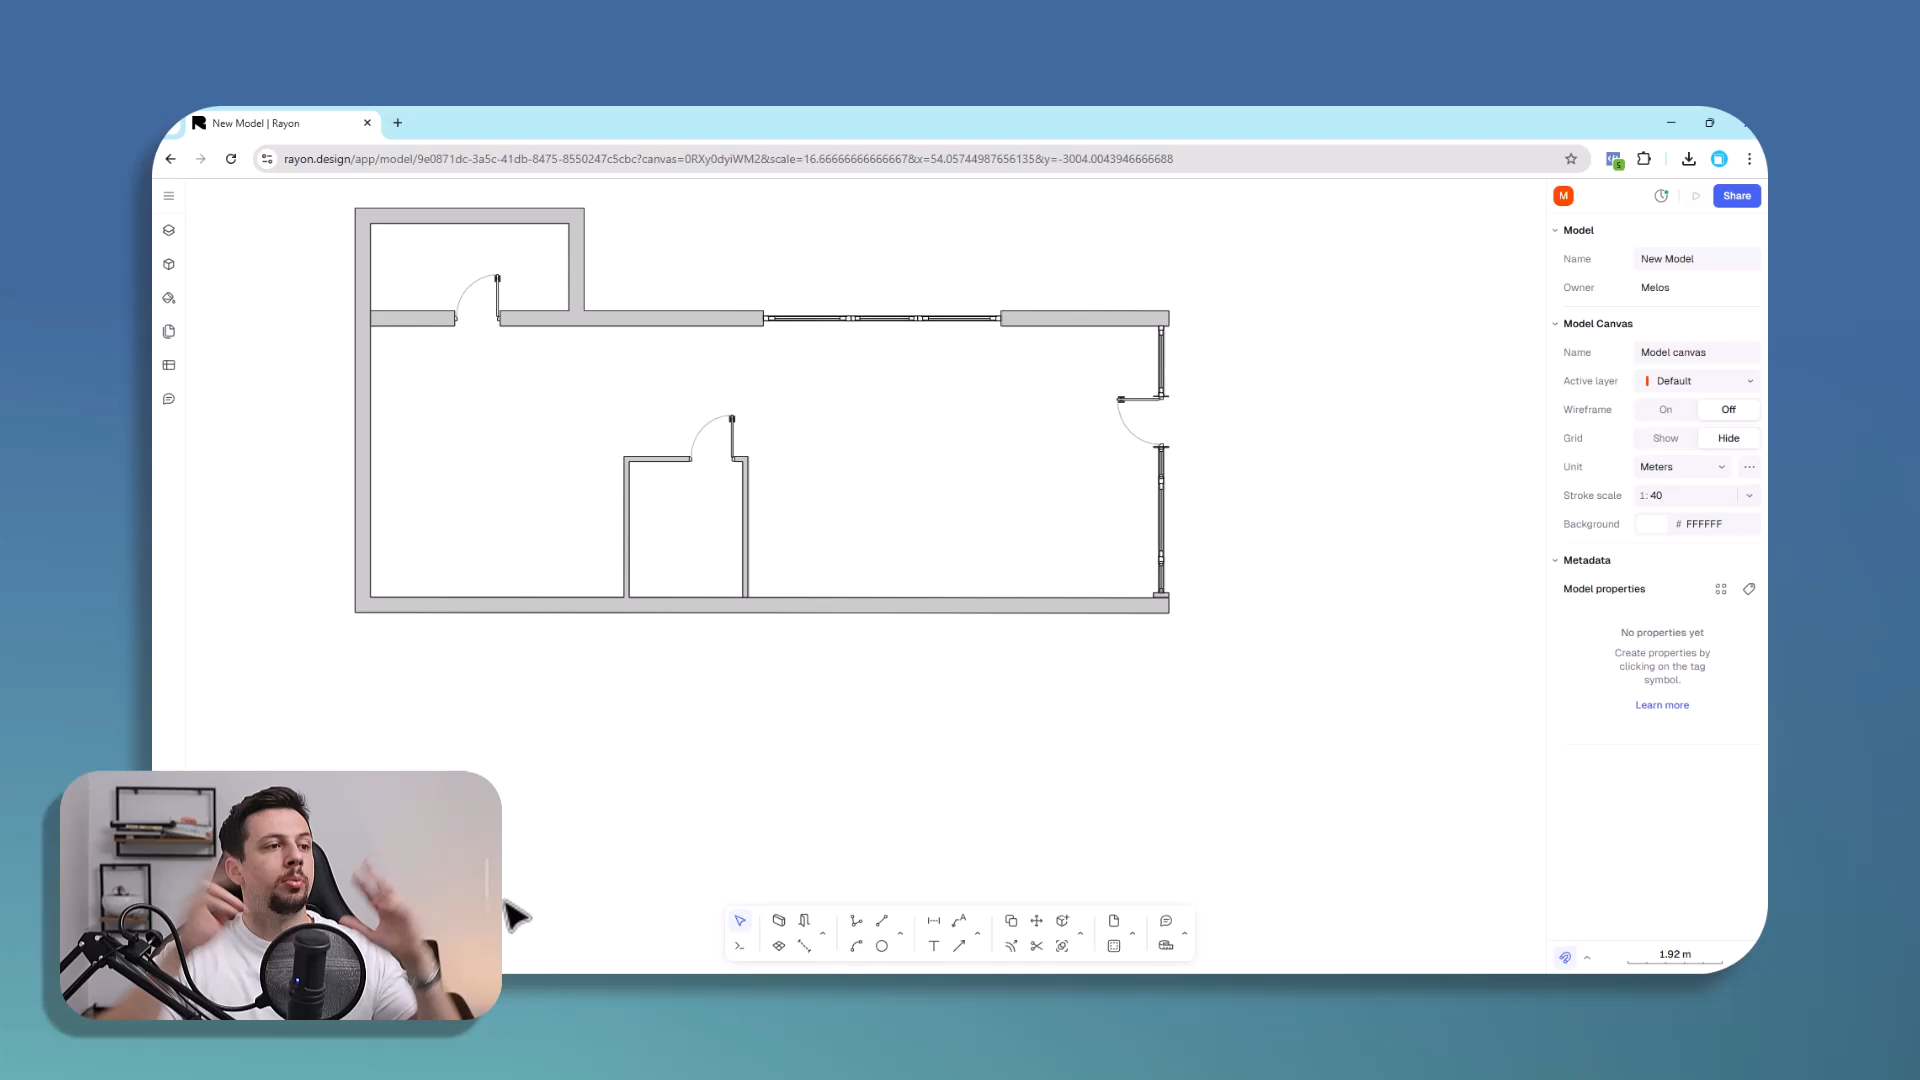 New Model | Rayon
rayon.design/app/model/9e0871dc-3a5c-41db-8475-8550247c5cbc?canvas=0RXy0dyiWM2&scale=16.66666666666667&x=54.05744987656135&y=-3004.0043946666688
5
M
Share
Model
Name
New Model
Owner
Melos
Model Canvas
Name
Model canvas
Active layer
Default
Wireframe
On
Off
Grid
Show
Hide
Unit
Meters
Stroke scale
1: 40
Background
# FFFFFF
Metadata
Model properties
No properties yet
Create properties by
clicking on the tag
symbol.
Learn more
1.92 m